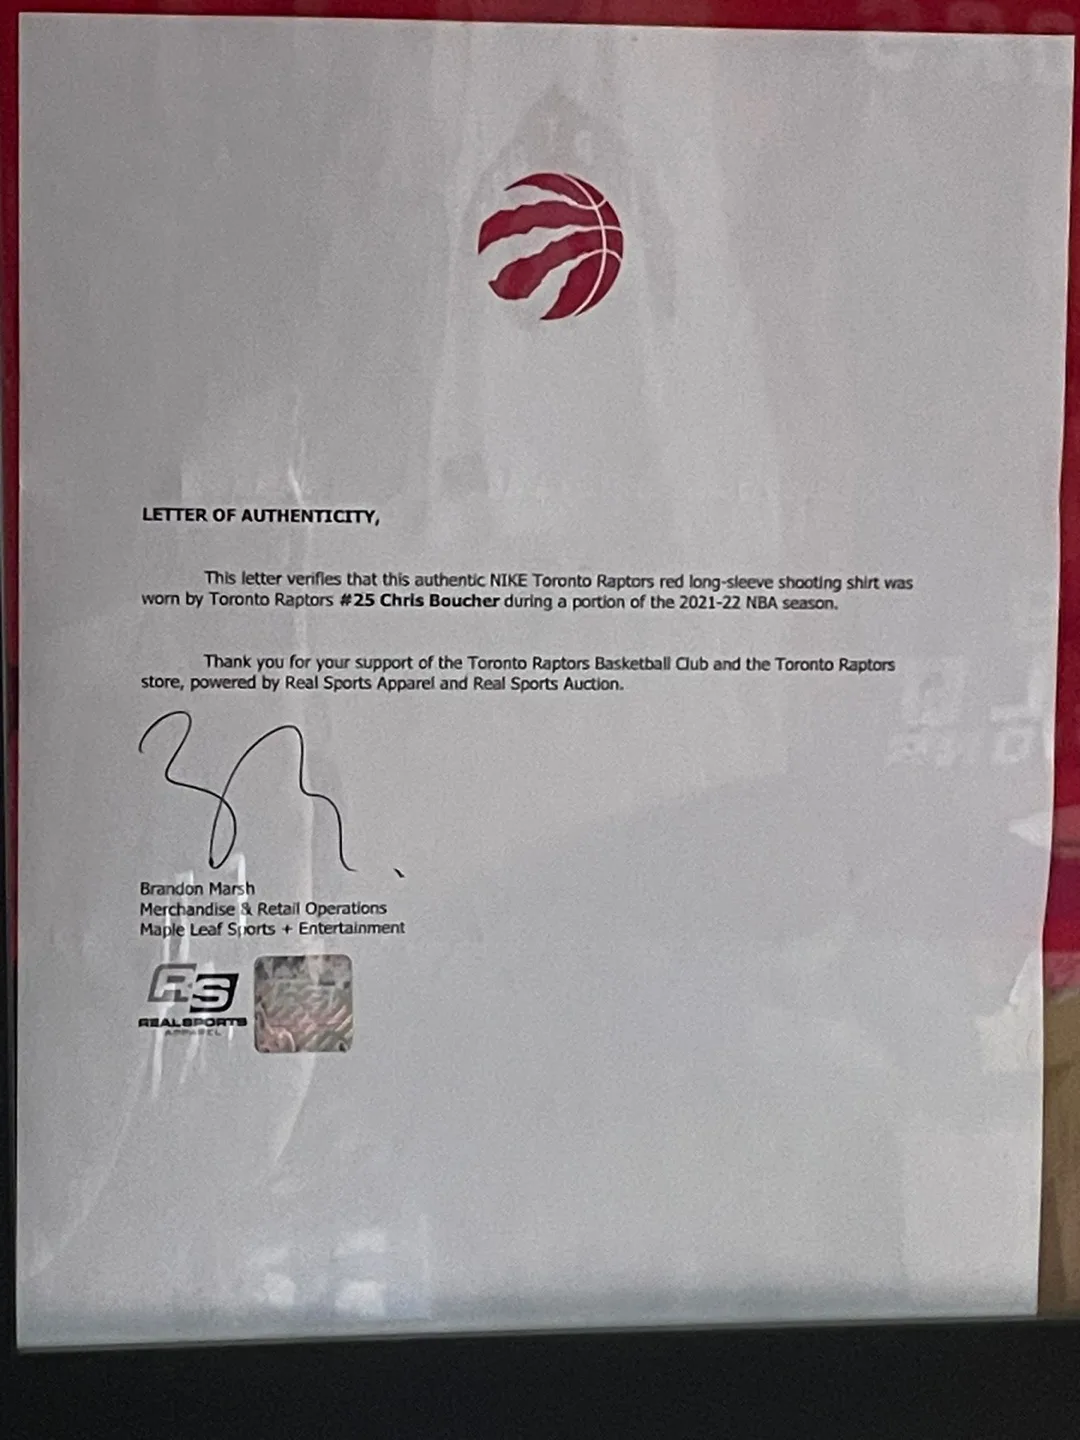 LETTER OF AUTHENTICITY,
This letter verifies that this authentic NIKE Toronto Raptors red long-sleeve shooting shirt was
worn by Toronto Raptors #25 Chris Boucher during a portion of the 2021-22 NBA season.
Thank you for your support of the Toronto Raptors Basketball Club and the Toronto Raptors
store, powered by Real Sports Apparel and Real Sports Auction.
Brandon Marsh
Merchandise & Retail Operations
Maple Leaf Sports + Entertainment
RS
REAL SPORTS
APPAREL